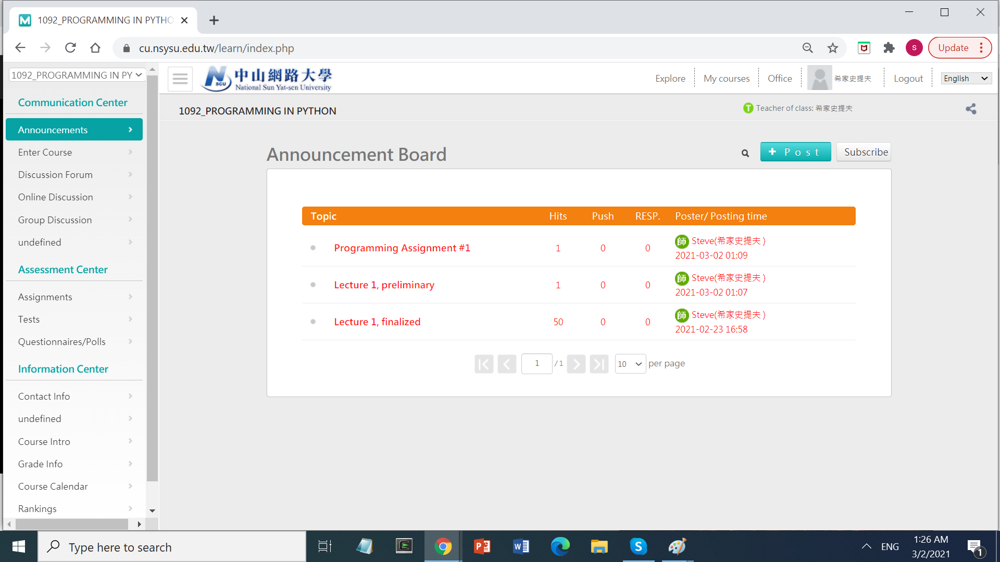 1092_PROGRAMMING IN PYTHO
cu.nsysu.edu.tw/learn/index.php
S
Update
1092_PROGRAMMING IN PY
Communication Center
Announcements
Enter Course
Discussion Forum
Online Discussion
Group Discussion
undefined
Assessment Center
Assignments
Tests
Questionnaires/Polls
Information Center
Contact Info
undefined
Course Intro
Grade Info
Course Calendar
Rankings
N SCU 中山網路大學
National Sun Yat-sen University
Explore
My courses
Office
希家史提夫
Logout
English
1092_PROGRAMMING IN PYTHON
T Teacher of class: 希家史提夫
Announcement Board
+ Post
Subscribe
Topic Hits Push RESP. Poster/ Posting time
Programming Assignment #1 1 0 0 師 Steve(希家史提夫 )
2021-03-02 01:09
Lecture 1, preliminary 1 0 0 師 Steve(希家史提夫 )
2021-03-02 01:07
Lecture 1, finalized 50 0 0 師 Steve(希家史提夫 )
2021-02-23 16:58
1 /1 10 per page
Type here to search
ENG
1:26 AM
3/2/2021
1